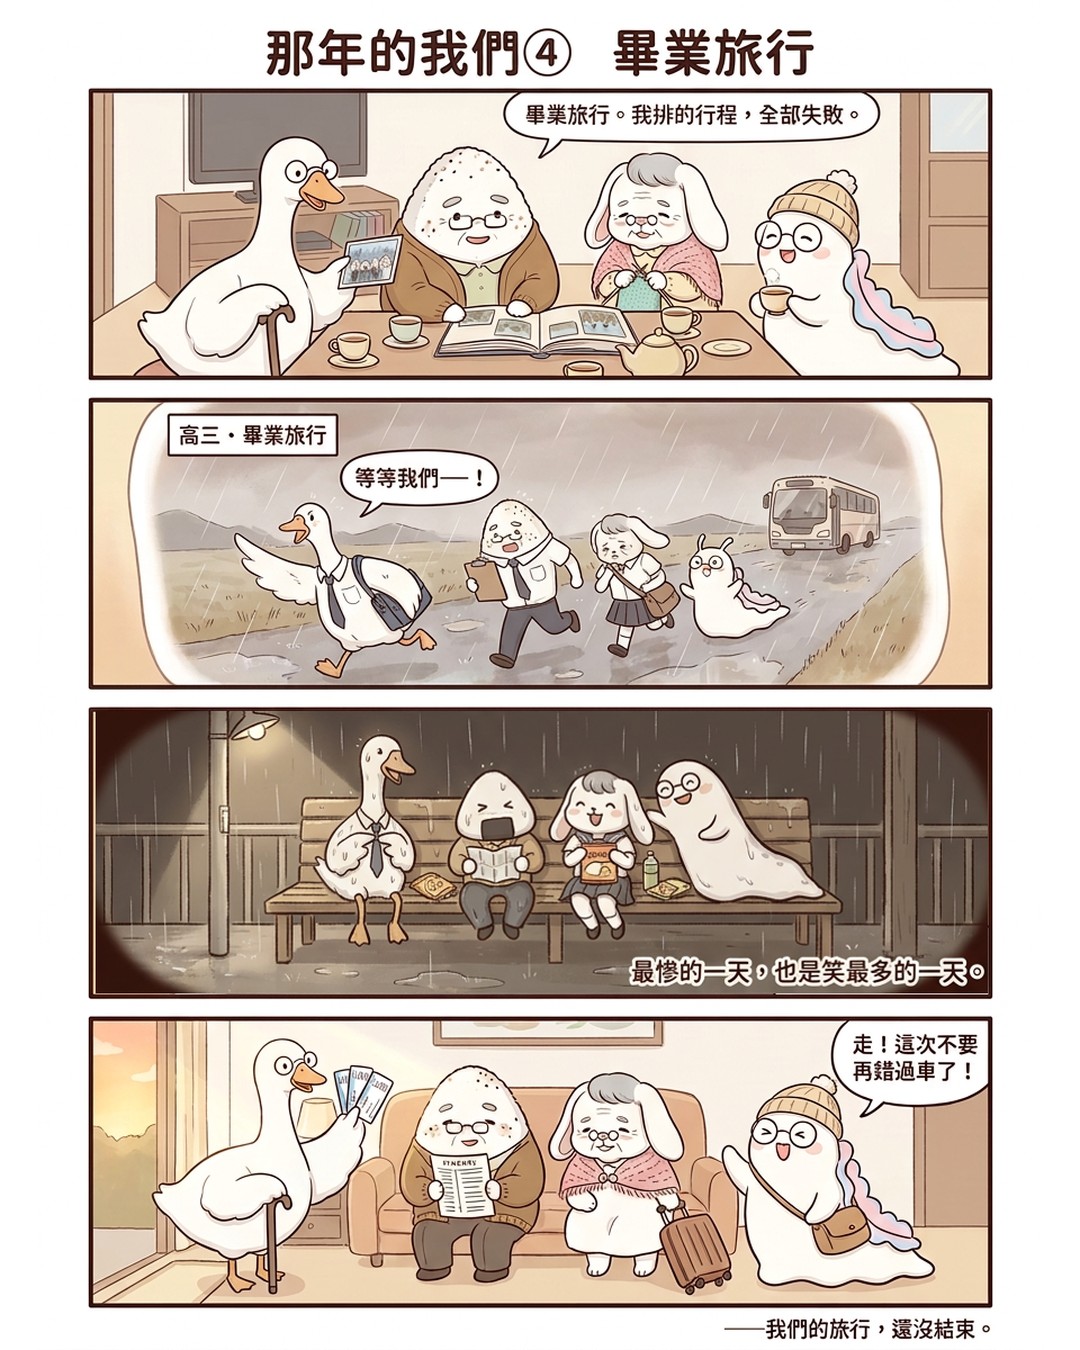 那年的我們④　畢業旅行
畢業旅行。我排的行程，全部失敗。
高三・畢業旅行
等等我們──！
最慘的一天，也是笑最多的一天。
走！這次不要
再錯過車了！
──我們的旅行，還沒結束。